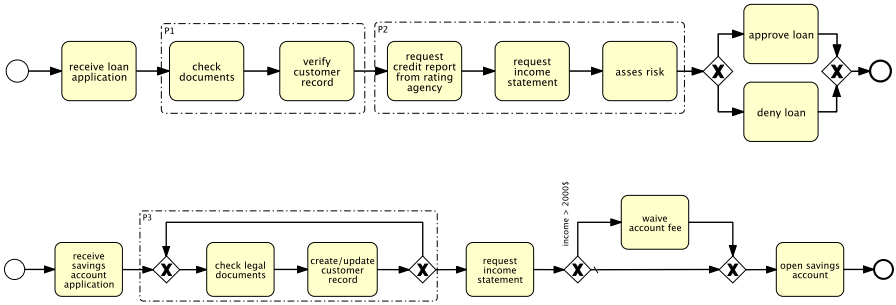 P1
P2
receive loan
application
check
documents
verify
customer
record
request
credit report
from rating
agency
request
income
statement
asses risk
approve loan
deny loan
P3
receive
savings
account
application
check legal
documents
create/update
customer
record
request
income
statement
income > 2000$
waive
account fee
open savings
account